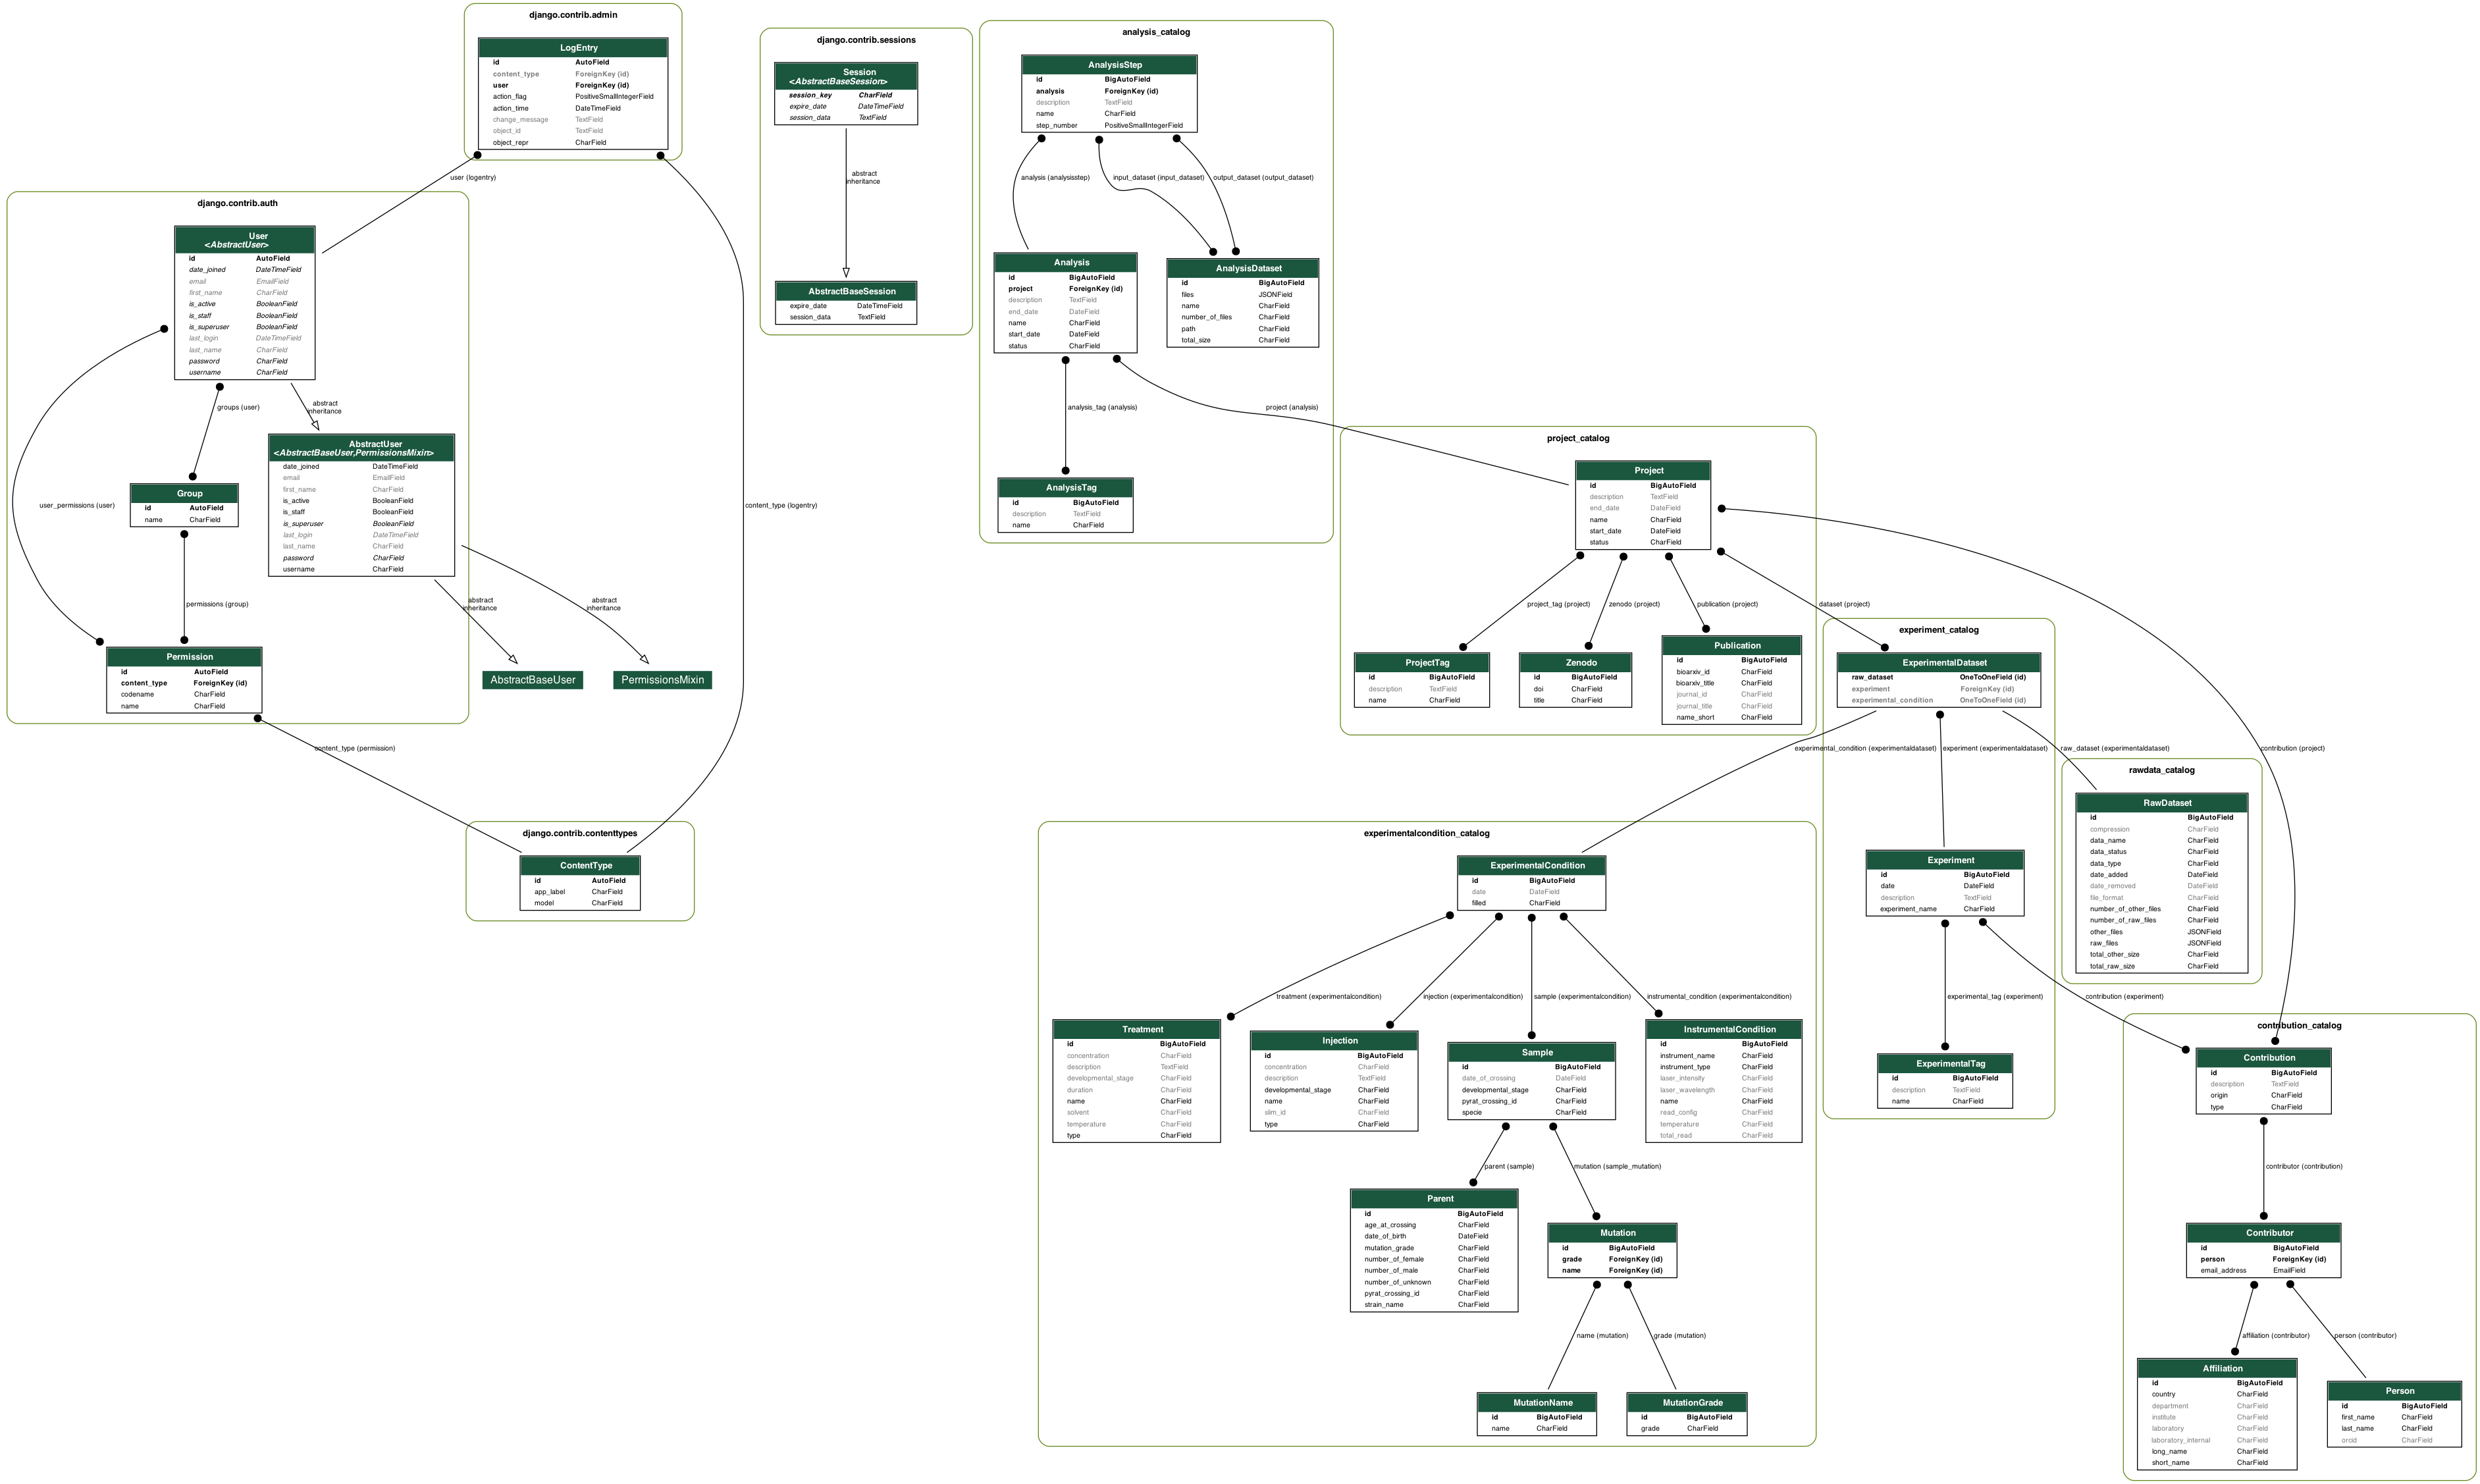 django.contrib.admin
LogEntry
id AutoField
content_type ForeignKey (id)
user ForeignKey (id)
action_flag PositiveSmallIntegerField
action_time DateTimeField
change_message TextField
object_id TextField
object_repr CharField
user (logentry)
content_type (logentry)
django.contrib.auth
User
<AbstractUser>
id AutoField
date_joined DateTimeField
email EmailField
first_name CharField
is_active BooleanField
is_staff BooleanField
is_superuser BooleanField
last_login DateTimeField
last_name CharField
password CharField
username CharField
groups (user)
abstract
inheritance
user_permissions (user)
Group
id AutoField
name CharField
AbstractUser
<AbstractBaseUser,PermissionsMixin>
date_joined DateTimeField
email EmailField
first_name CharField
is_active BooleanField
is_staff BooleanField
is_superuser BooleanField
last_login DateTimeField
last_name CharField
password CharField
username CharField
permissions (group)
abstract
inheritance
abstract
inheritance
Permission
id AutoField
content_type ForeignKey (id)
codename CharField
name CharField
AbstractBaseUser
PermissionsMixin
content_type (permission)
django.contrib.contenttypes
ContentType
id AutoField
app_label CharField
model CharField
django.contrib.sessions
Session
<AbstractBaseSession>
session_key CharField
expire_date DateTimeField
session_data TextField
abstract
inheritance
AbstractBaseSession
expire_date DateTimeField
session_data TextField
analysis_catalog
AnalysisStep
id BigAutoField
analysis ForeignKey (id)
description TextField
name CharField
step_number PositiveSmallIntegerField
analysis (analysisstep)
input_dataset (input_dataset)
output_dataset (output_dataset)
Analysis
id BigAutoField
project ForeignKey (id)
description TextField
end_date DateField
name CharField
start_date DateField
status CharField
AnalysisDataset
id BigAutoField
files JSONField
name CharField
number_of_files CharField
path CharField
total_size CharField
analysis_tag (analysis)
project (analysis)
AnalysisTag
id BigAutoField
description TextField
name CharField
project_catalog
Project
id BigAutoField
description TextField
end_date DateField
name CharField
start_date DateField
status CharField
project_tag (project)
zenodo (project)
publication (project)
dataset (project)
ProjectTag
id BigAutoField
description TextField
name CharField
Zenodo
id BigAutoField
doi CharField
title CharField
Publication
id BigAutoField
bioarxiv_id CharField
bioarxiv_title CharField
journal_id CharField
journal_title CharField
name_short CharField
experiment_catalog
ExperimentalDataset
raw_dataset OneToOneField (id)
experiment ForeignKey (id)
experimental_condition OneToOneField (id)
experimental_condition (experimentaldataset)
experiment (experimentaldataset)
raw_dataset (experimentaldataset)
contribution (project)
rawdata_catalog
RawDataset
id BigAutoField
compression CharField
data_name CharField
data_status CharField
data_type CharField
date_added DateField
date_removed DateField
file_format CharField
number_of_other_files CharField
number_of_raw_files CharField
other_files JSONField
raw_files JSONField
total_other_size CharField
total_raw_size CharField
Experiment
id BigAutoField
date DateField
description TextField
experiment_name CharField
experimental_tag (experiment)
contribution (experiment)
ExperimentalTag
id BigAutoField
description TextField
name CharField
experimentalcondition_catalog
ExperimentalCondition
id BigAutoField
date DateField
filled CharField
treatment (experimentalcondition)
injection (experimentalcondition)
sample (experimentalcondition)
instrumental_condition (experimentalcondition)
Treatment
id BigAutoField
concentration CharField
description TextField
developmental_stage CharField
duration CharField
name CharField
solvent CharField
temperature CharField
type CharField
Injection
id BigAutoField
concentration CharField
description TextField
developmental_stage CharField
name CharField
slim_id CharField
type CharField
Sample
id BigAutoField
date_of_crossing DateField
developmental_stage CharField
pyrat_crossing_id CharField
specie CharField
InstrumentalCondition
id BigAutoField
instrument_name CharField
instrument_type CharField
laser_intensity CharField
laser_wavelength CharField
name CharField
read_config CharField
temperature CharField
total_read CharField
parent (sample)
mutation (sample_mutation)
Parent
id BigAutoField
age_at_crossing CharField
date_of_birth DateField
mutation_grade CharField
number_of_female CharField
number_of_male CharField
number_of_unknown CharField
pyrat_crossing_id CharField
strain_name CharField
Mutation
id BigAutoField
grade ForeignKey (id)
name ForeignKey (id)
name (mutation)
grade (mutation)
MutationName
id BigAutoField
name CharField
MutationGrade
id BigAutoField
grade CharField
contribution_catalog
Contribution
id BigAutoField
description TextField
origin CharField
type CharField
contributor (contribution)
Contributor
id BigAutoField
person ForeignKey (id)
email_address EmailField
affiliation (contributor)
person (contributor)
Affiliation
id BigAutoField
country CharField
department CharField
institute CharField
laboratory CharField
laboratory_internal CharField
long_name CharField
short_name CharField
Person
id BigAutoField
first_name CharField
last_name CharField
orcid CharField